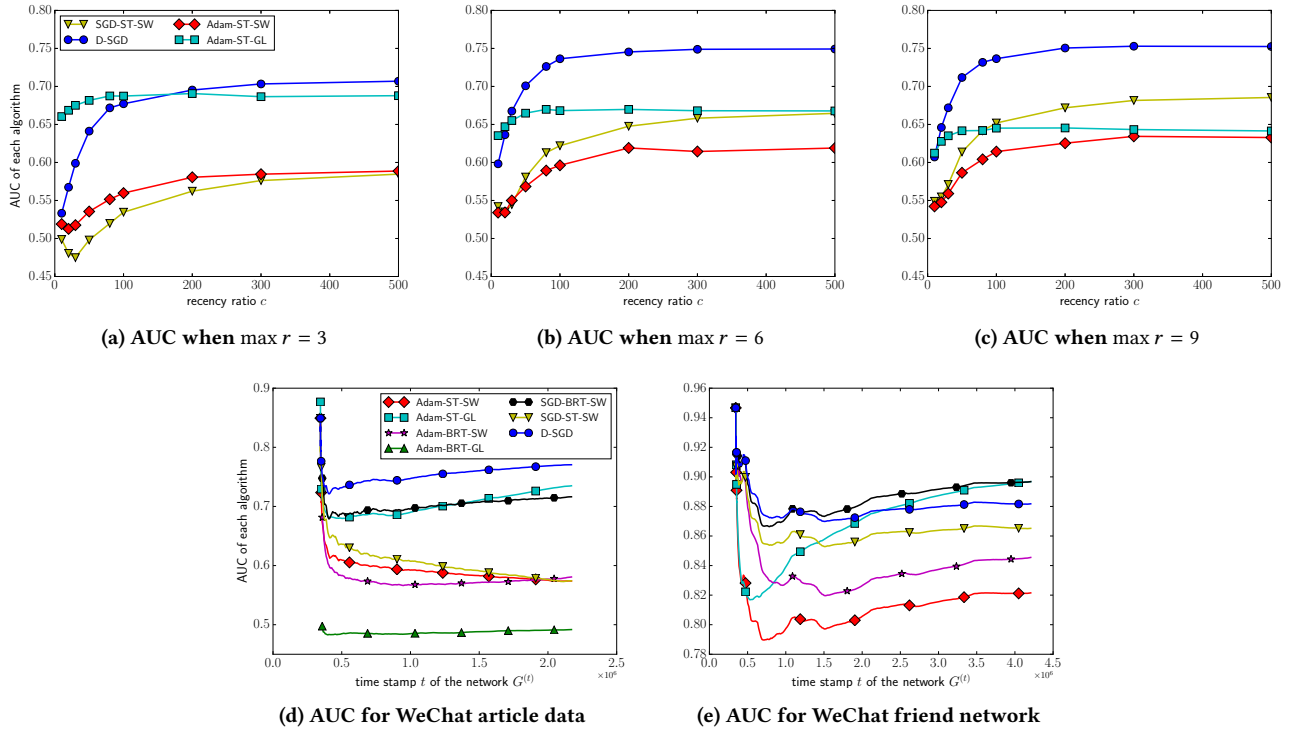 0.80
0.75
0.70
0.65
0.60
0.55
0.50
0.45
AUC of each algorithm
SGD-ST-SW
D-SGD
Adam-ST-SW
Adam-ST-GL
0 100 200 300 400 500
recency ratio c
(a) AUC when max r = 3
0.80
0.75
0.70
0.65
0.60
0.55
0.50
0.45
0 100 200 300 400 500
recency ratio c
(b) AUC when max r = 6
0.80
0.75
0.70
0.65
0.60
0.55
0.50
0.45
0 100 200 300 400 500
recency ratio c
(c) AUC when max r = 9
0.9
0.8
0.7
0.6
0.5
AUC of each algorithm
Adam-ST-SW
Adam-ST-GL
Adam-BRT-SW
Adam-BRT-GL
SGD-BRT-SW
SGD-ST-SW
D-SGD
0.0 0.5 1.0 1.5 2.0 2.5
×10⁶
time stamp t of the network G⁽ᵗ⁾
(d) AUC for WeChat article data
0.96
0.94
0.92
0.90
0.88
0.86
0.84
0.82
0.80
0.78
AUC of each algorithm
0.0 0.5 1.0 1.5 2.0 2.5 3.0 3.5 4.0 4.5
×10⁶
time stamp t of the network G⁽ᵗ⁾
(e) AUC for WeChat friend network